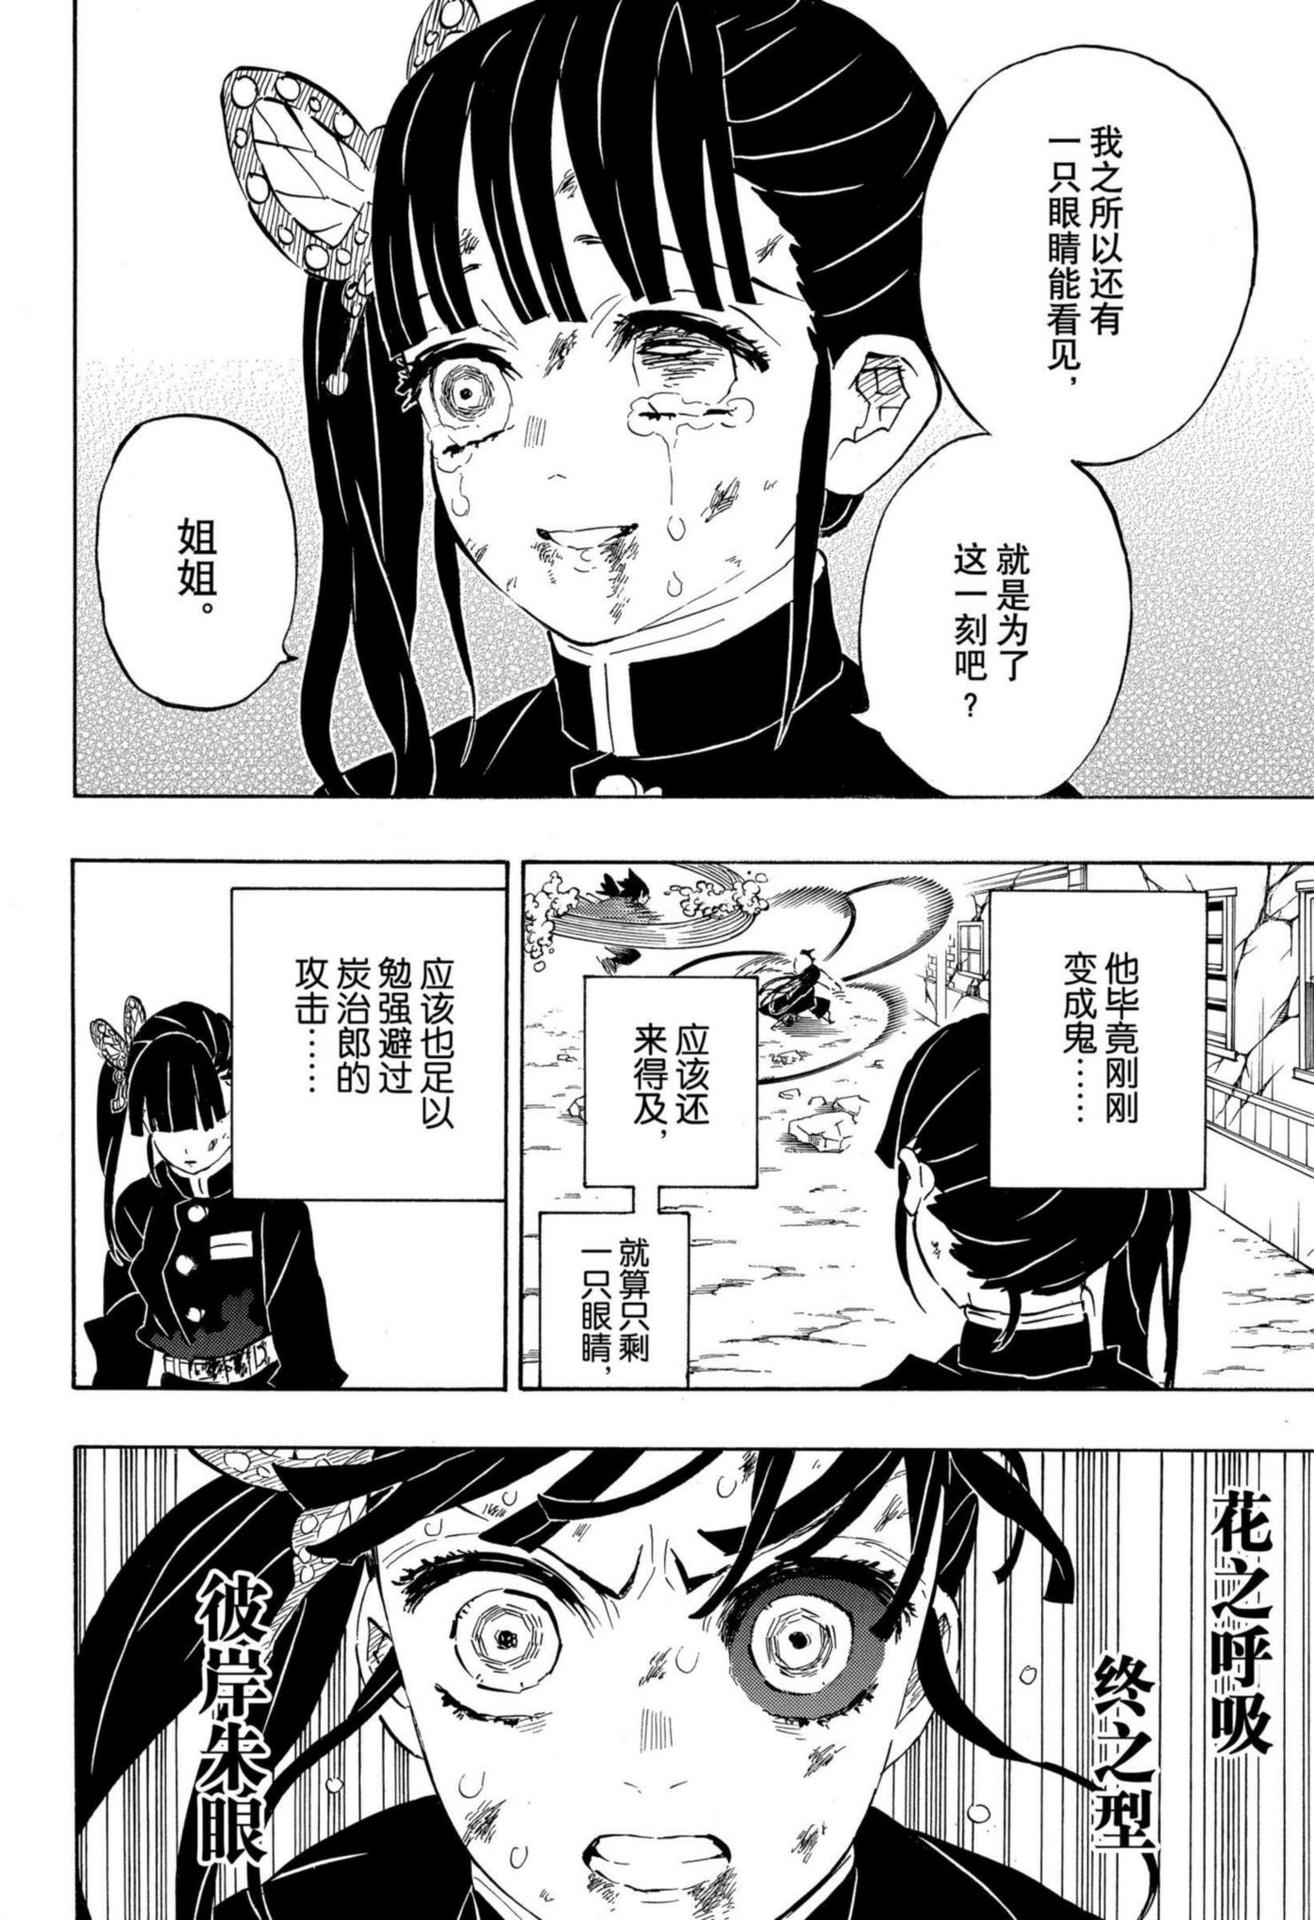 我之所以还有
一只眼睛能看见，
就是为了
这一刻吧？
姐姐。
他毕竟刚刚
变成鬼……
应该还
来得及，
就算只剩
一只眼睛，
应该也足以
勉强避过
炭治郎的
攻击……
花之呼吸
终之型
彼岸朱眼